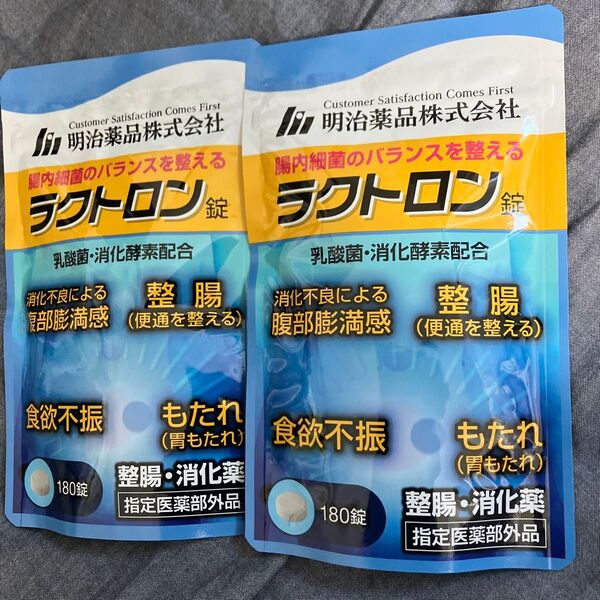 Customer Satisfaction Comes First
明治薬品株式会社
腸内細菌のバランスを整える
ラクトロン錠
乳酸菌・消化酵素配合
消化不良による
腹部膨満感
整腸
(便通を整える)
食欲不振
もたれ
(胃もたれ)
180錠
整腸・消化薬
指定医薬部外品
Customer Satisfaction Comes First
明治薬品株式会社
腸内細菌のバランスを整える
ラクトロン錠
乳酸菌・消化酵素配合
消化不良による
腹部膨満感
整腸
(便通を整える)
食欲不振
もたれ
(胃もたれ)
180錠
整腸・消化薬
指定医薬部外品